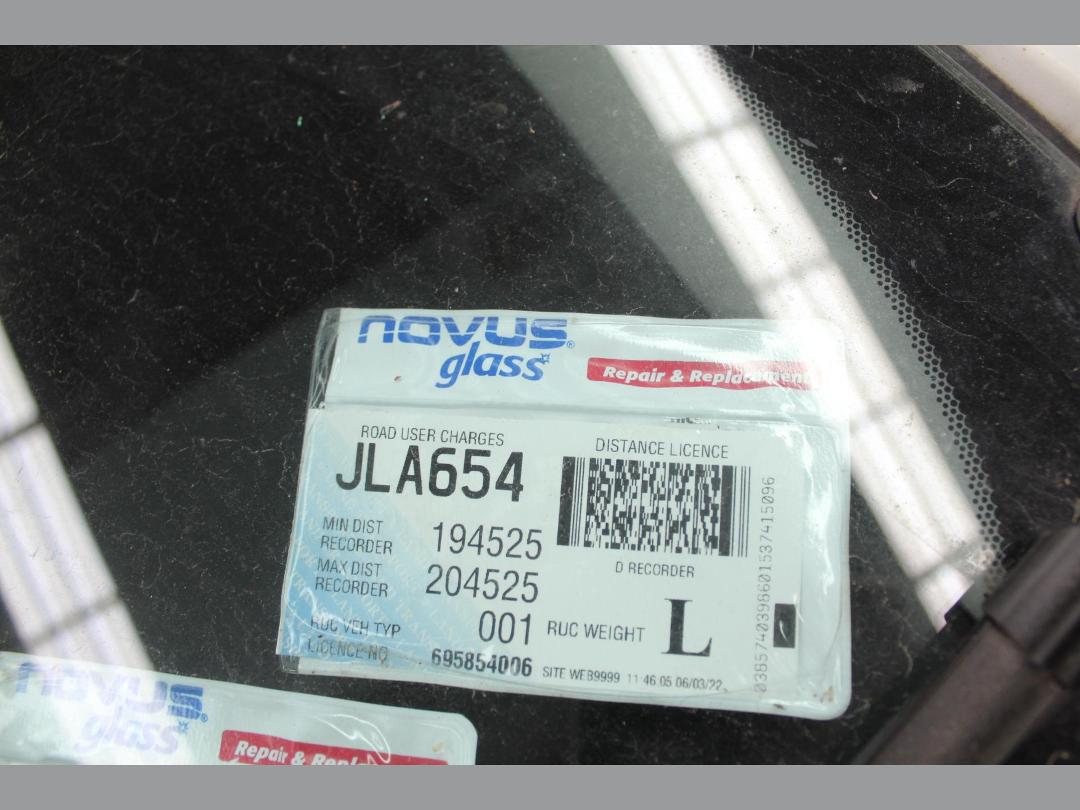 novus®
glass
Repair & Replacement
ROAD USER CHARGES
JLA654
DISTANCE LICENCE
MIN DIST
RECORDER
194525
D RECORDER
MAX DIST
RECORDER
204525
RUC VEH TYP
001
RUC WEIGHT
L
LICENCE NO
695854006
SITE WEB9999 11 46 05 06/03/22
novus®
glass
Repair &